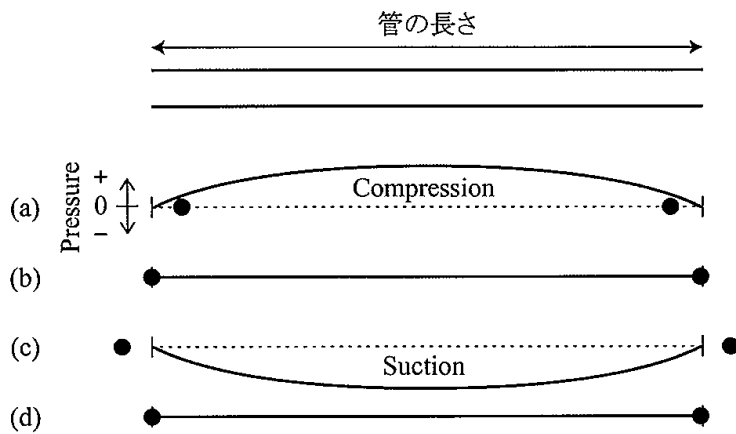 管の長さ
Pressure
+
0
−
(a)
Compression
(b)
(c)
Suction
(d)